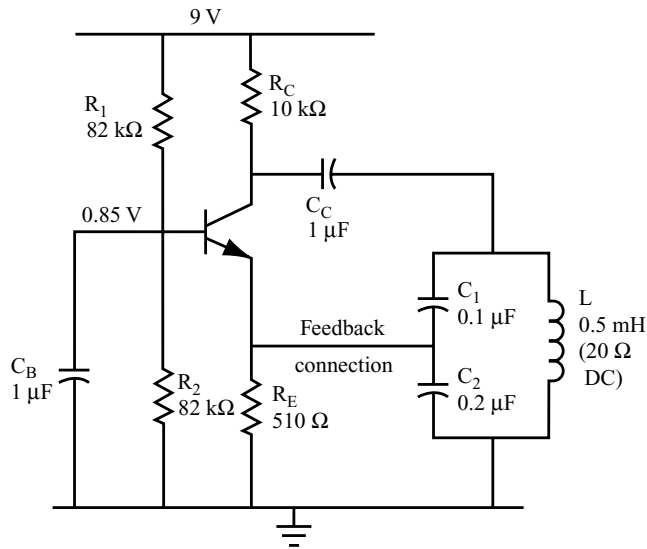 9 V
R1
82 kΩ
RC
10 kΩ
0.85 V
CC
1 μF
C1
0.1 μF
L
0.5 mH
(20 Ω
DC)
Feedback
connection
CB
1 μF
R2
82 kΩ
RE
510 Ω
C2
0.2 μF